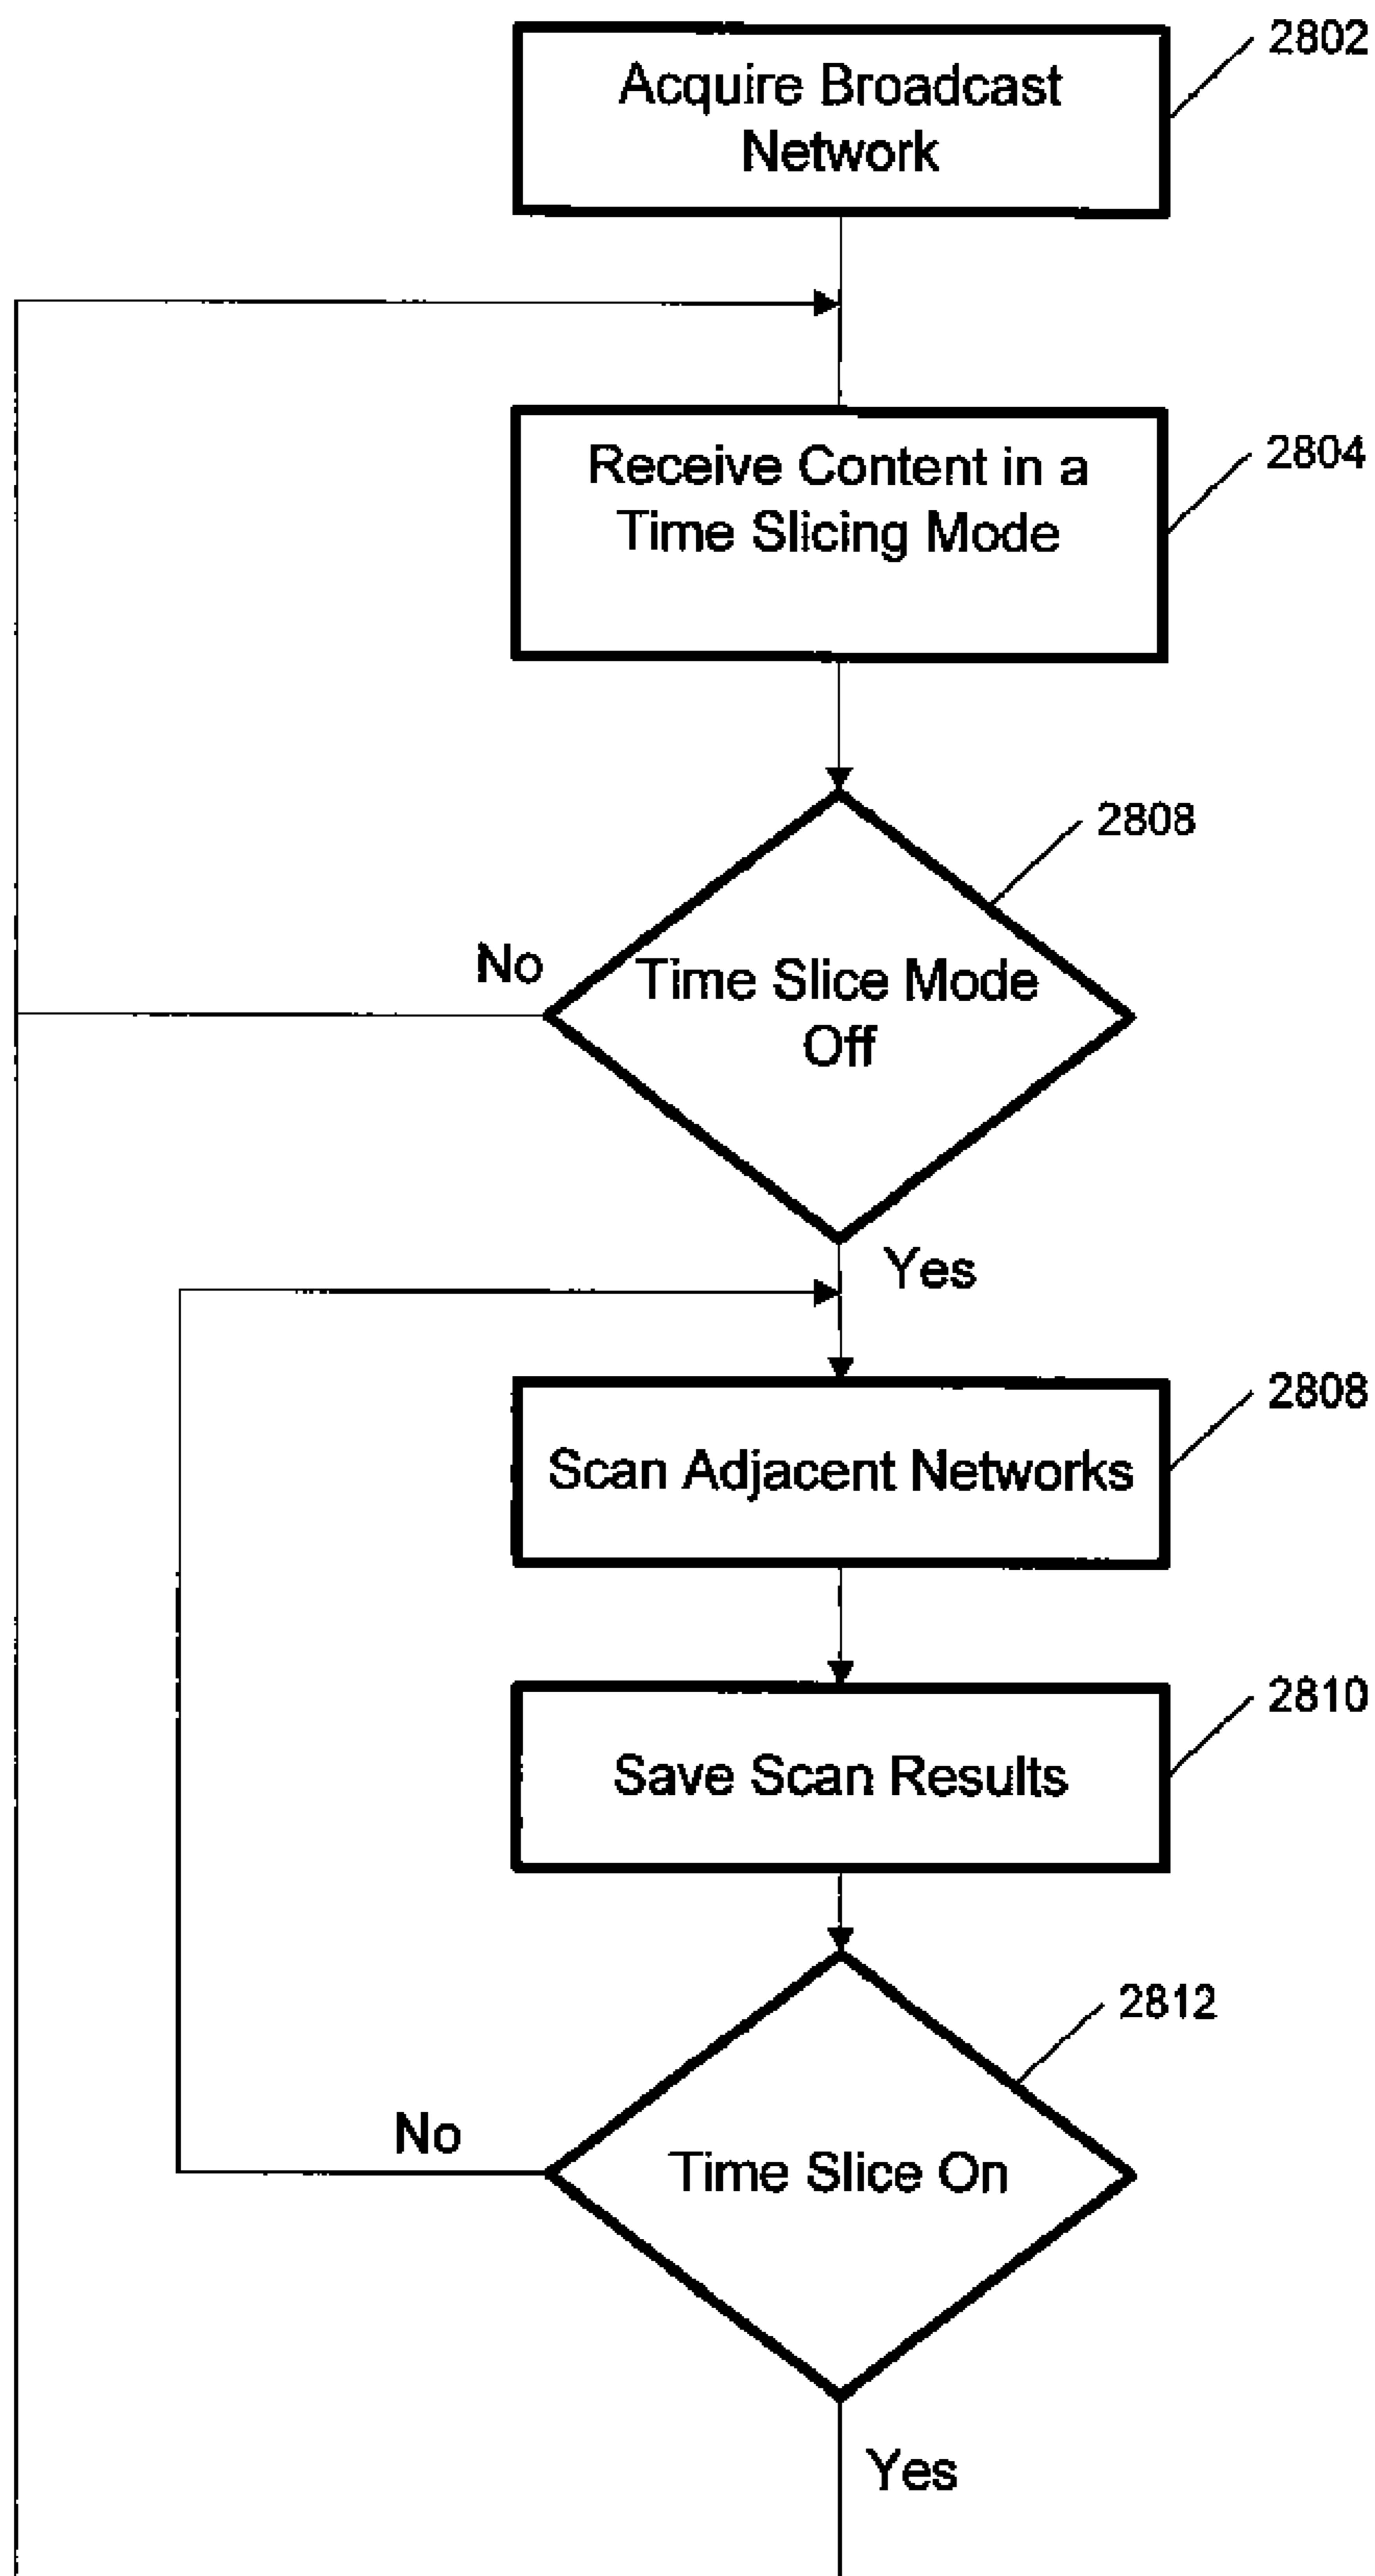 2802
Acquire Broadcast
Network
2804
Receive Content in a
Time Slicing Mode
2808
No
Time Slice Mode
Off
Yes
2808
Scan Adjacent Networks
2810
Save Scan Results
2812
No
Time Slice On
Yes